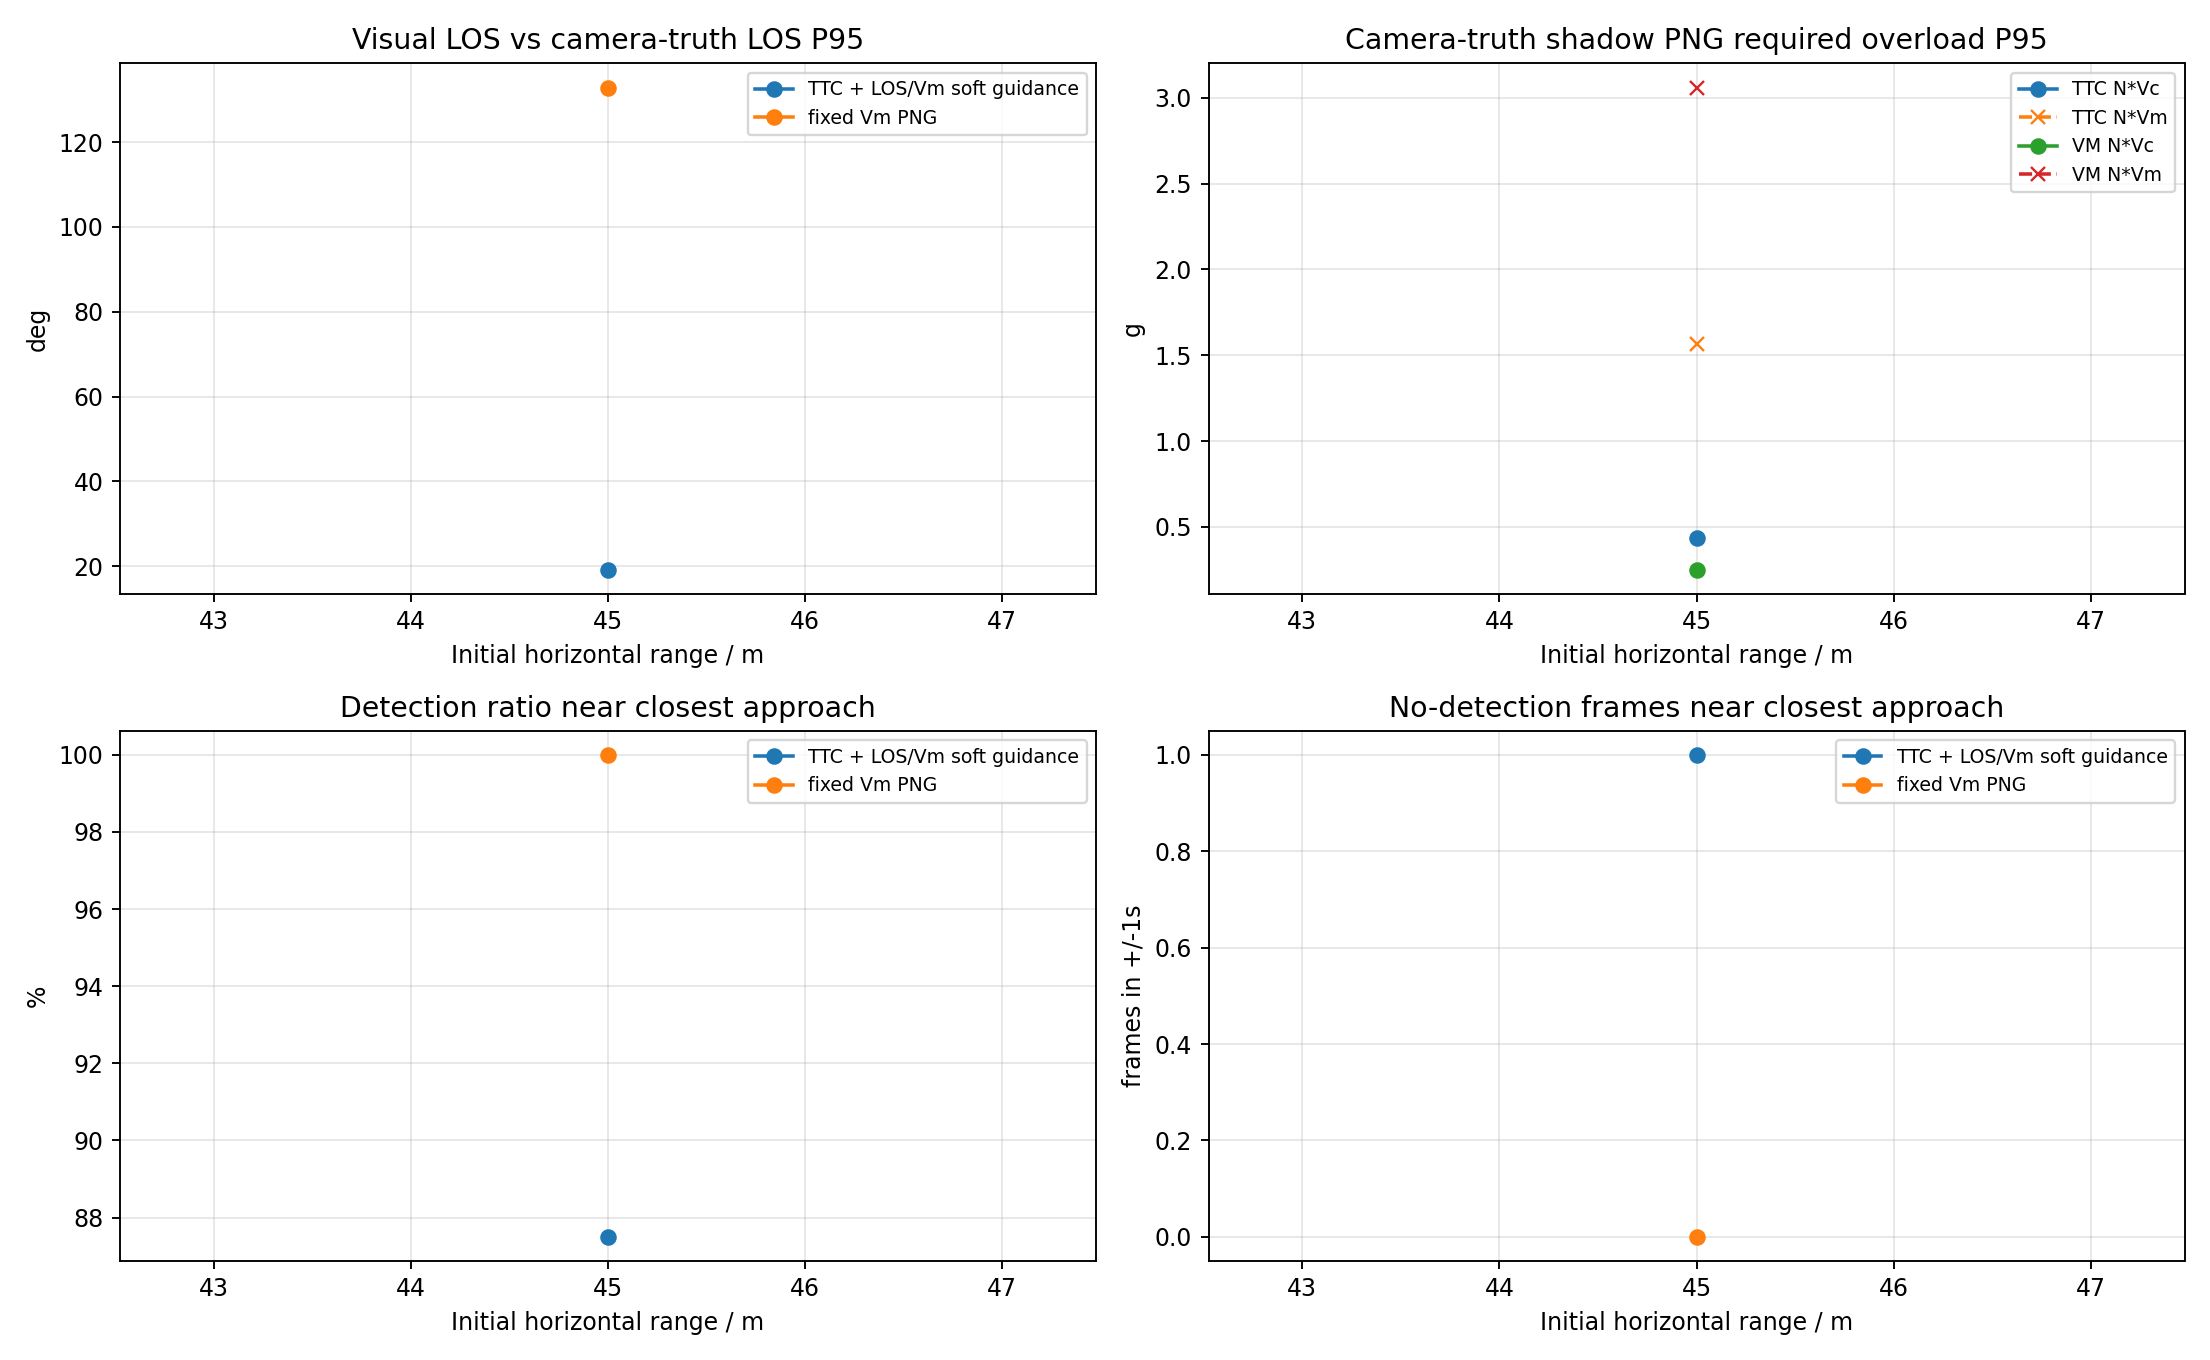 Visual LOS vs camera-truth LOS P95
TTC + LOS/Vm soft guidance
fixed Vm PNG
deg
120
100
80
60
40
20
43 44 45 46 47
Initial horizontal range / m
Camera-truth shadow PNG required overload P95
TTC N*Vc
TTC N*Vm
VM N*Vc
VM N*Vm
g
3.0
2.5
2.0
1.5
1.0
0.5
43 44 45 46 47
Initial horizontal range / m
Detection ratio near closest approach
TTC + LOS/Vm soft guidance
fixed Vm PNG
%
100
98
96
94
92
90
88
43 44 45 46 47
Initial horizontal range / m
No-detection frames near closest approach
TTC + LOS/Vm soft guidance
fixed Vm PNG
frames in +/-1s
1.0
0.8
0.6
0.4
0.2
0.0
43 44 45 46 47
Initial horizontal range / m